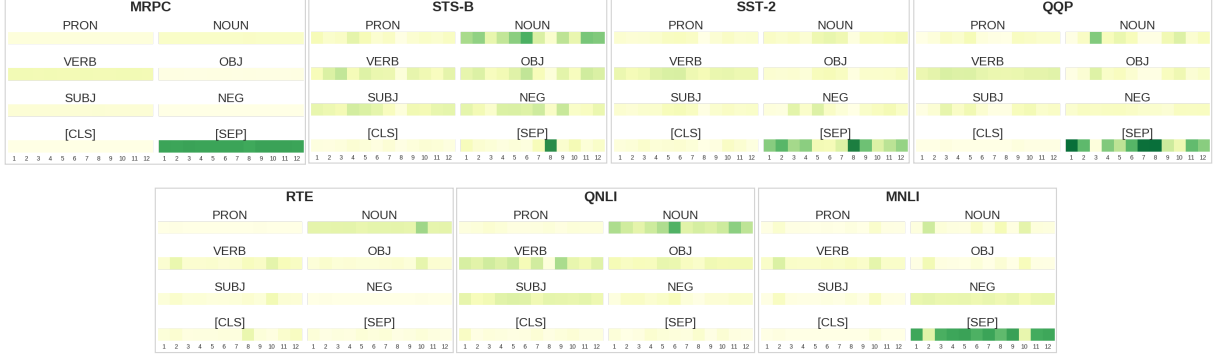 MRPC STS-B SST-2 QQP
PRON NOUN PRON NOUN PRON NOUN PRON NOUN
VERB OBJ VERB OBJ VERB OBJ VERB OBJ
SUBJ NEG SUBJ NEG SUBJ NEG SUBJ NEG
[CLS] [SEP] [CLS] [SEP] [CLS] [SEP] [CLS] [SEP]
1 2 3 4 5 6 7 8 9 10 11 12 1 2 3 4 5 6 7 8 9 10 11 12 1 2 3 4 5 6 7 8 9 10 11 12 1 2 3 4 5 6 7 8 9 10 11 12 1 2 3 4 5 6 7 8 9 10 11 12 1 2 3 4 5 6 7 8 9 10 11 12 1 2 3 4 5 6 7 8 9 10 11 12 1 2 3 4 5 6 7 8 9 10 11 12
RTE QNLI MNLI
PRON NOUN PRON NOUN PRON NOUN
VERB OBJ VERB OBJ VERB OBJ
SUBJ NEG SUBJ NEG SUBJ NEG
[CLS] [SEP] [CLS] [SEP] [CLS] [SEP]
1 2 3 4 5 6 7 8 9 10 11 12 1 2 3 4 5 6 7 8 9 10 11 12 1 2 3 4 5 6 7 8 9 10 11 12 1 2 3 4 5 6 7 8 9 10 11 12 1 2 3 4 5 6 7 8 9 10 11 12 1 2 3 4 5 6 7 8 9 10 11 12